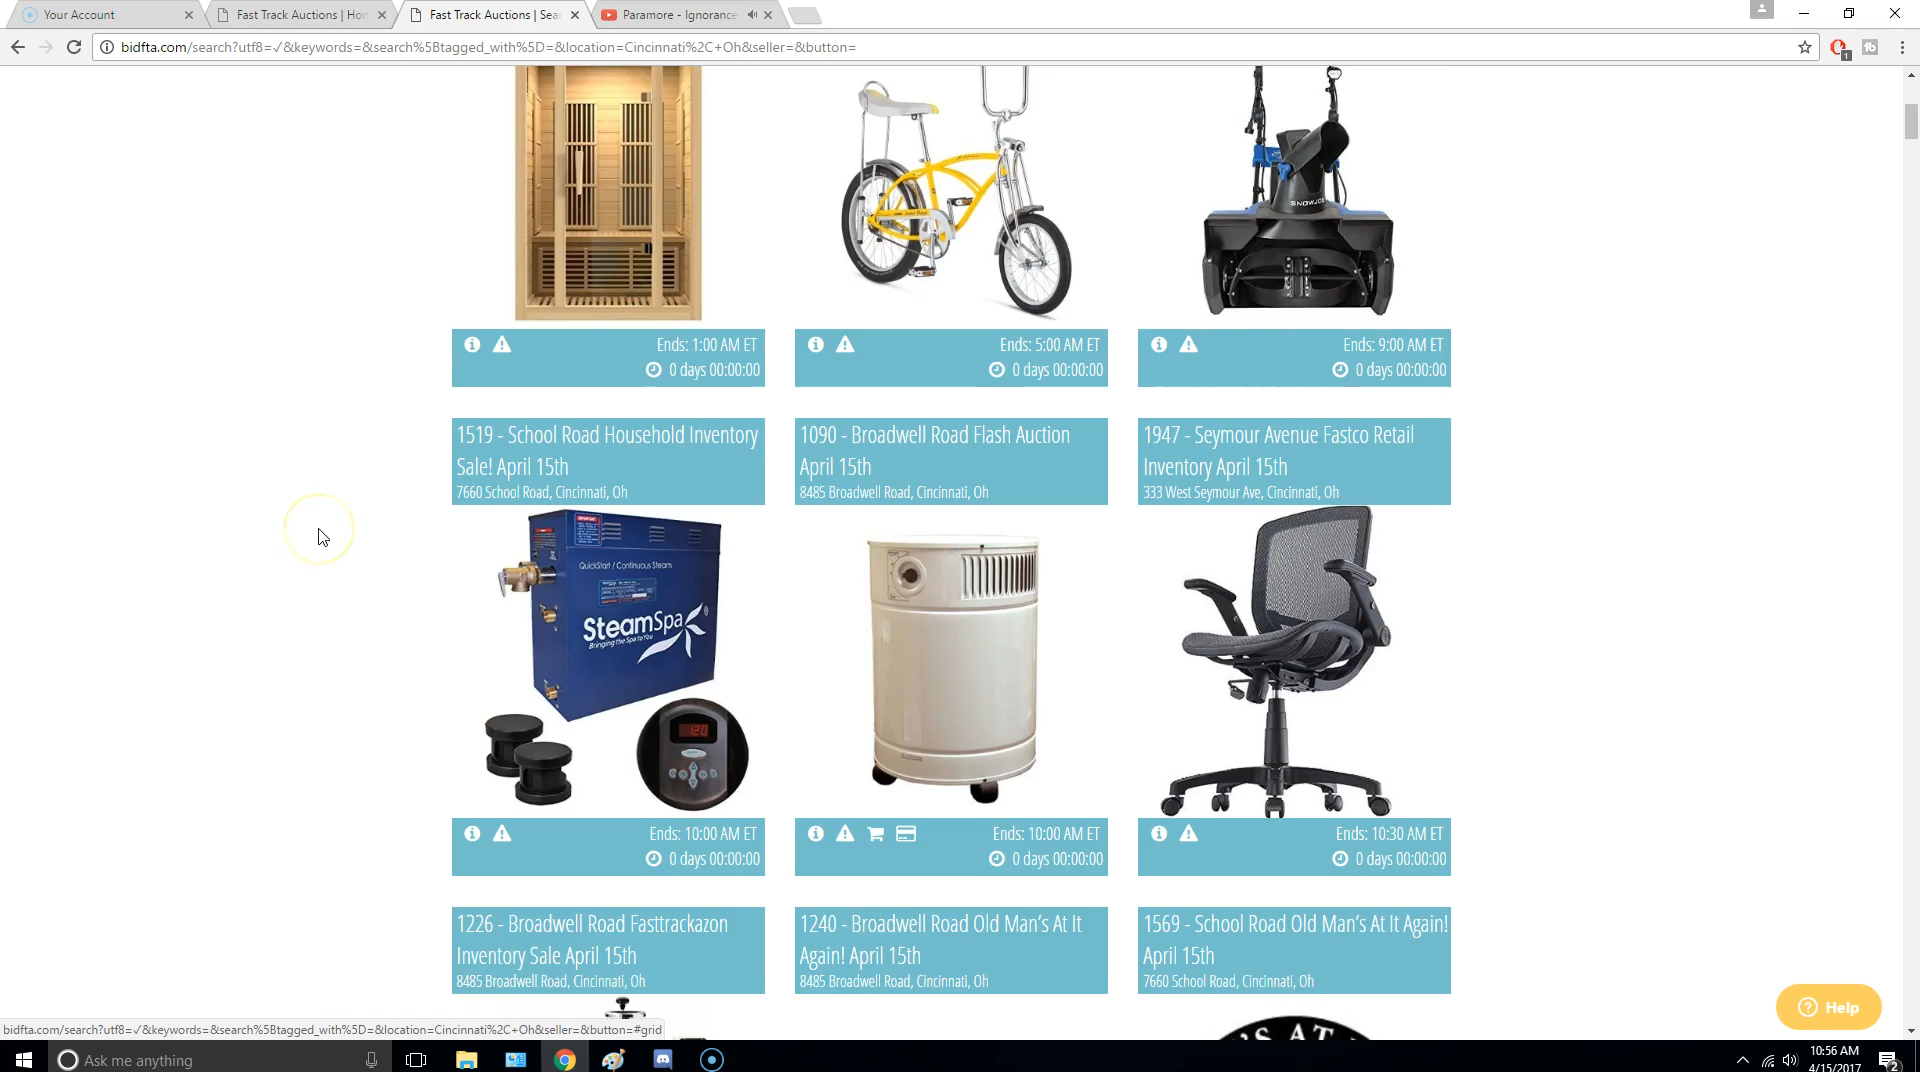 Your Account
Fast Track Auctions | Hon
Fast Track Auctions | Sear
Paramore - Ignorance
bidfta.com/search?utf8=✓&keywords=&search%5Btagged_with%5D=&location=Cincinnati%2C+Oh&seller=&button=
1
SNOWJOE
Ends: 1:00 AM ET
0 days 00:00:00
Ends: 5:00 AM ET
0 days 00:00:00
Ends: 9:00 AM ET
0 days 00:00:00
1519 - School Road Household Inventory
Sale! April 15th
7660 School Road, Cincinnati, Oh
1090 - Broadwell Road Flash Auction
April 15th
8485 Broadwell Road, Cincinnati, Oh
1947 - Seymour Avenue Fastco Retail
Inventory April 15th
333 West Seymour Ave, Cincinnati, Oh
QuickStart / Continuous Steam
SteamSpa®
Bringing the Spa to You
120
Ends: 10:00 AM ET
0 days 00:00:00
Ends: 10:00 AM ET
0 days 00:00:00
Ends: 10:30 AM ET
0 days 00:00:00
1226 - Broadwell Road Fasttrackazon
Inventory Sale April 15th
8485 Broadwell Road, Cincinnati, Oh
1240 - Broadwell Road Old Man's At It
Again! April 15th
8485 Broadwell Road, Cincinnati, Oh
1569 - School Road Old Man's At It Again!
April 15th
7660 School Road, Cincinnati, Oh
Help
bidfta.com/search?utf8=✓&keywords=&search%5Btagged_with%5D=&location=Cincinnati%2C+Oh&seller=&button=#grid
'S AT
Ask me anything
10:56 AM
4/15/2017
2